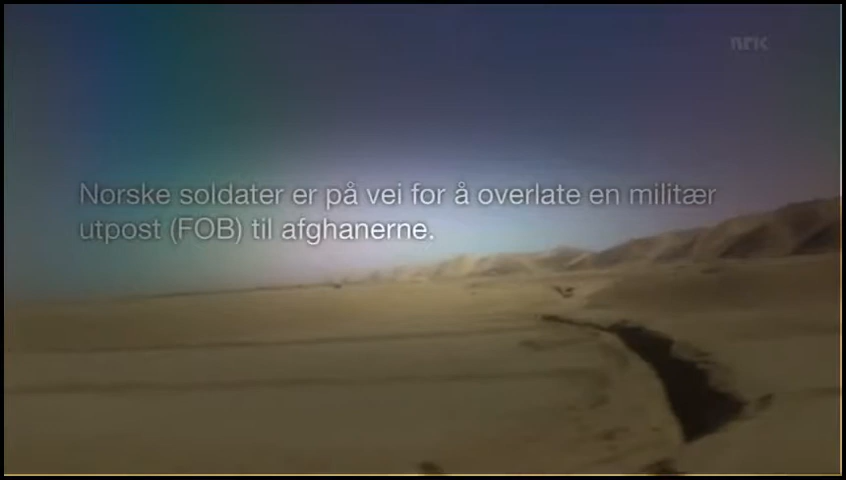 NRK
Norske soldater er på vei for å overlate en militær
utpost (FOB) til afghanerne.